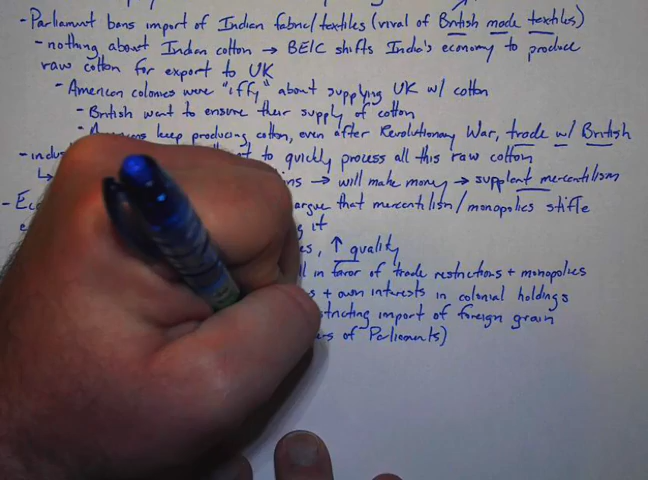 - Parliament bans import of Indian fabric/textiles (rival of British made textiles)
- nothing about Indian cotton → BEIC shifts India's economy to produce
raw cotton for export to UK
- American colonies were "iffy" about supplying UK w/ cotton
- British want to ensure their supply of cotton
- Americans keep producing cotton, even after Revolutionary War, trade w/ British
to quickly process all this raw cotton
→ will make money → supplant mercantilism
argue that mercantilism/monopolies stifle
it
, ↑ quality
in favor of trade restrictions + monopolies
+ own interests in colonial holdings
import of foreign grain
of Parliaments)